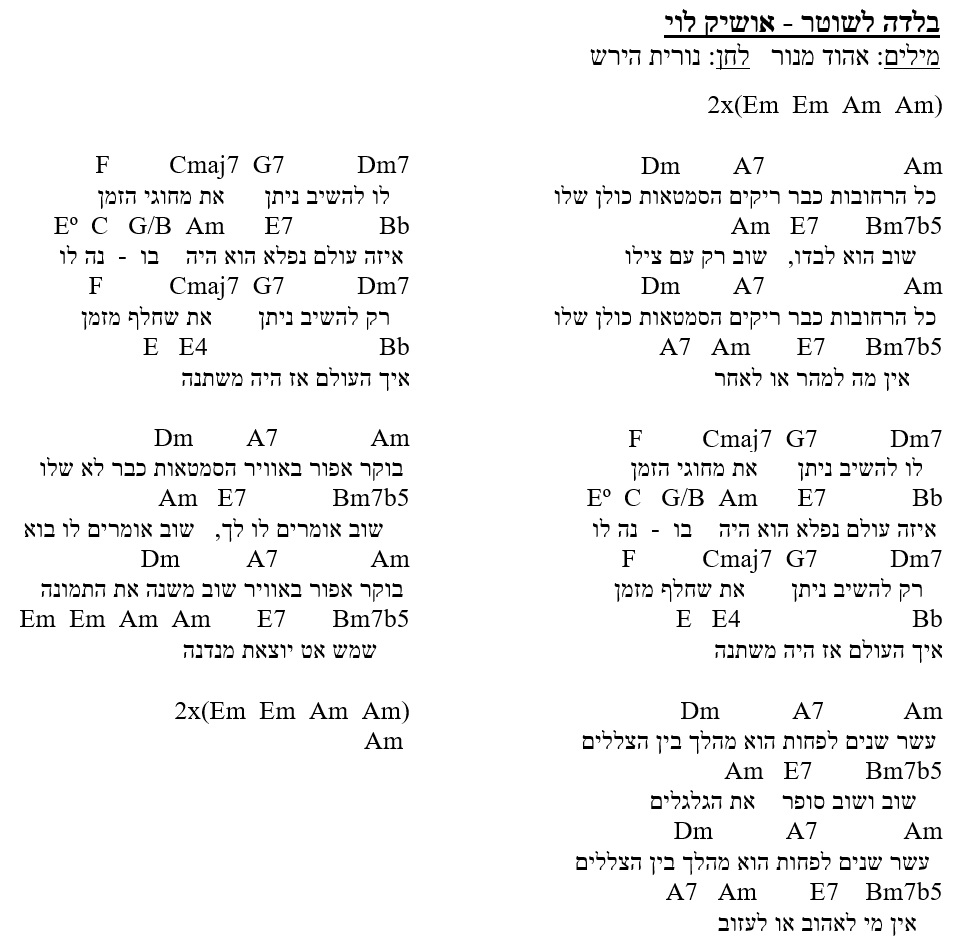 בלדה לשוטר - אושיק לוי
מילים: אהוד מנור   לחן: נורית הירש
2x(Em  Em  Am  Am)
Dm   A7   Am
כל הרחובות כבר ריקים הסמטאות כולן שלו
Am   E7   Bm7b5
שוב הוא לבדו,   שוב רק עם צילו
Dm   A7   Am
כל הרחובות כבר ריקים הסמטאות כולן שלו
A7   Am   E7   Bm7b5
אין מה למהר או לאחר
F   Cmaj7   G7   Dm7
לו להשיב ניתן   את מחוגי הזמן
Eº   C   G/B   Am   E7   Bb
איזה עולם נפלא הוא היה   בו  -  נה לו
F   Cmaj7   G7   Dm7
רק להשיב ניתן   את שחלף מזמן
E   E4   Bb
איך העולם אז היה משתנה
Dm   A7   Am
עשר שנים לפחות הוא מהלך בין הצללים
Am   E7   Bm7b5
שוב ושוב סופר   את הגלגלים
Dm   A7   Am
עשר שנים לפחות הוא מהלך בין הצללים
A7   Am   E7   Bm7b5
אין מי לאהוב או לעזוב
F   Cmaj7   G7   Dm7
לו להשיב ניתן   את מחוגי הזמן
Eº   C   G/B   Am   E7   Bb
איזה עולם נפלא הוא היה   בו  -  נה לו
F   Cmaj7   G7   Dm7
רק להשיב ניתן   את שחלף מזמן
E   E4   Bb
איך העולם אז היה משתנה
Dm   A7   Am
בוקר אפור באוויר הסמטאות כבר לא שלו
Am   E7   Bm7b5
שוב אומרים לו לך,   שוב אומרים לו בוא
Dm   A7   Am
בוקר אפור באוויר שוב משנה את התמונה
Em  Em  Am  Am   E7   Bm7b5
שמש אט יוצאת מנדנה
2x(Em  Em  Am  Am)
Am